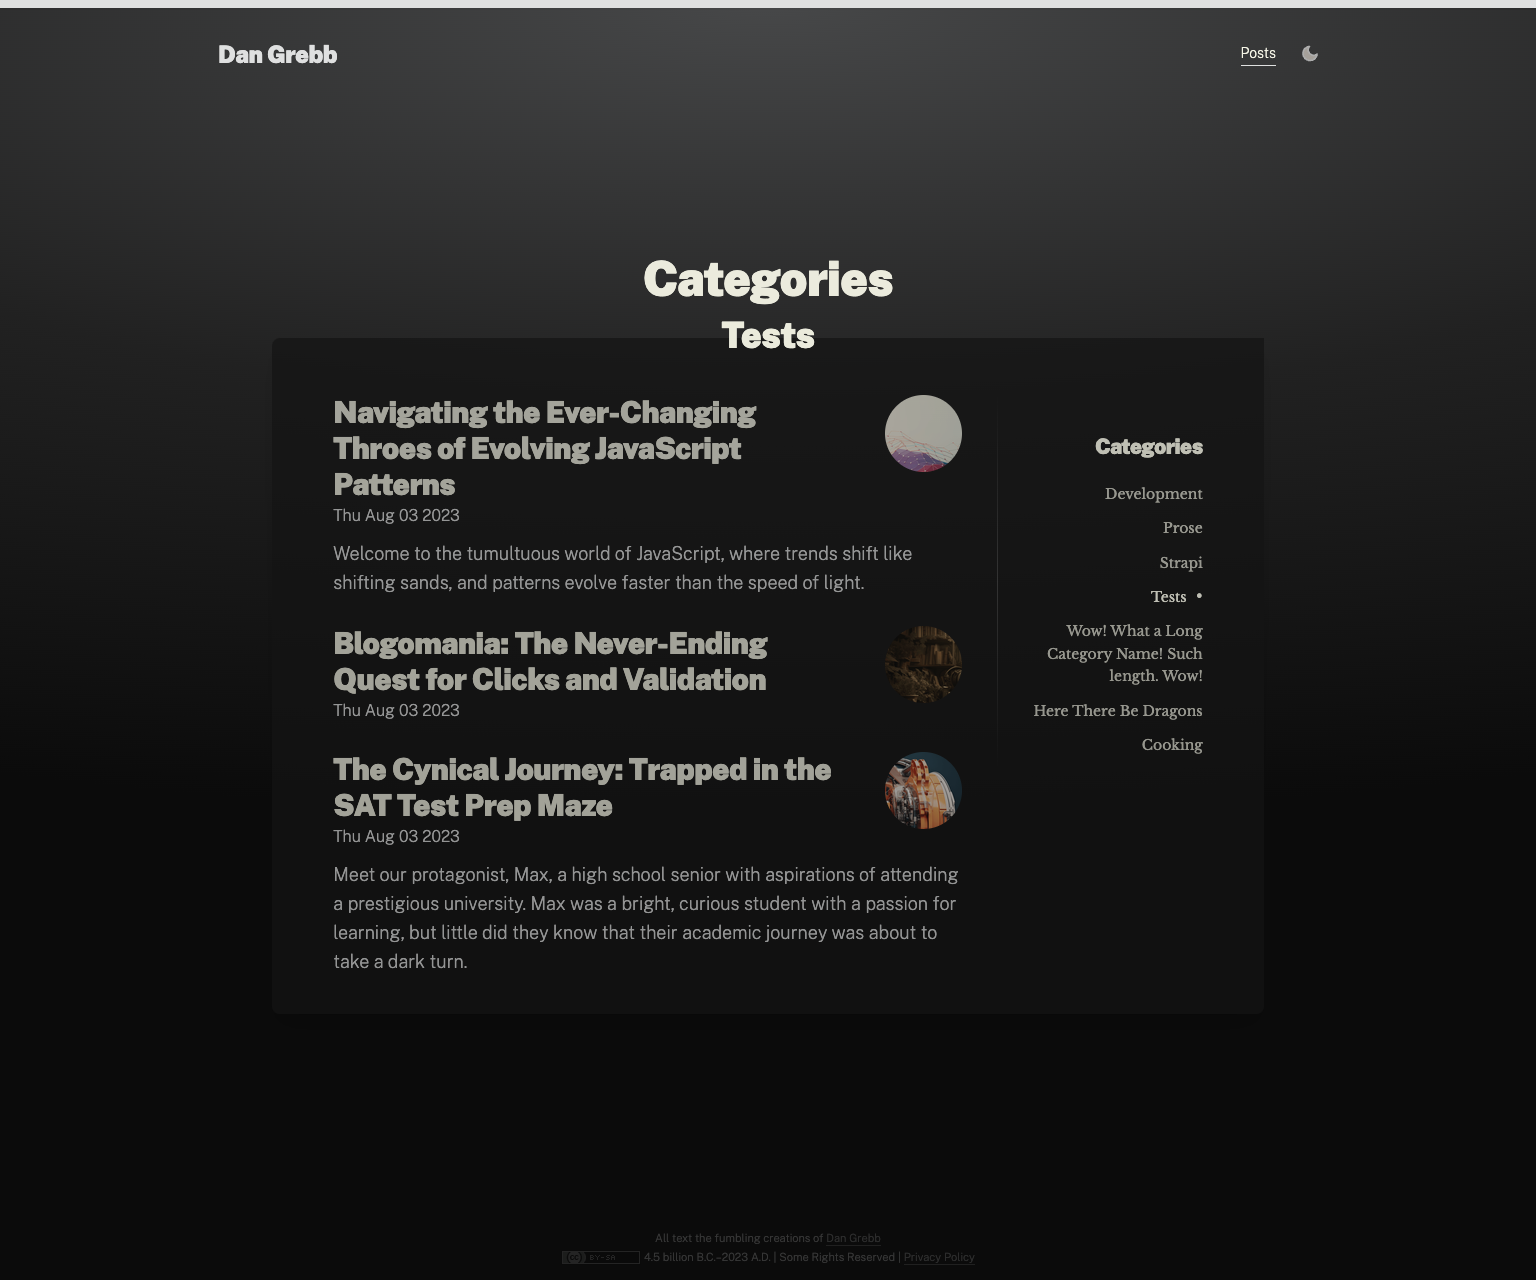 Dan Grebb
Posts
Categories
Tests
Navigating the Ever-Changing
Throes of Evolving JavaScript
Patterns
Thu Aug 03 2023
Welcome to the tumultuous world of JavaScript, where trends shift like
shifting sands, and patterns evolve faster than the speed of light.
Blogomania: The Never-Ending
Quest for Clicks and Validation
Thu Aug 03 2023
The Cynical Journey: Trapped in the
SAT Test Prep Maze
Thu Aug 03 2023
Meet our protagonist, Max, a high school senior with aspirations of attending
a prestigious university. Max was a bright, curious student with a passion for
learning, but little did they know that their academic journey was about to
take a dark turn.
Categories
Development
Prose
Strapi
Tests •
Wow! What a Long
Category Name! Such
length. Wow!
Here There Be Dragons
Cooking
All text the fumbling creations of Dan Grebb
CC BY-SA 4.5 billion B.C.–2023 A.D. | Some Rights Reserved | Privacy Policy